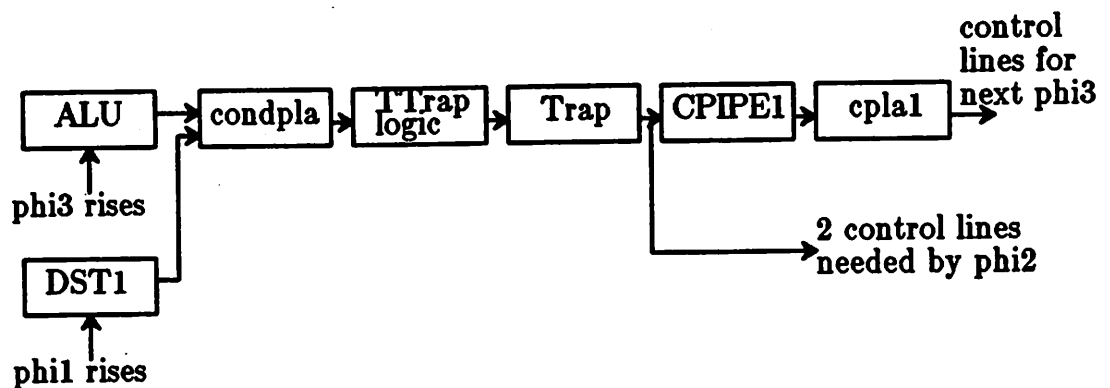 control
lines for
next phi3
ALU
condpla
TTrap
logic
Trap
CPIPE1
cpla1
phi3 rises
2 control lines
needed by phi2
DST1
phi1 rises